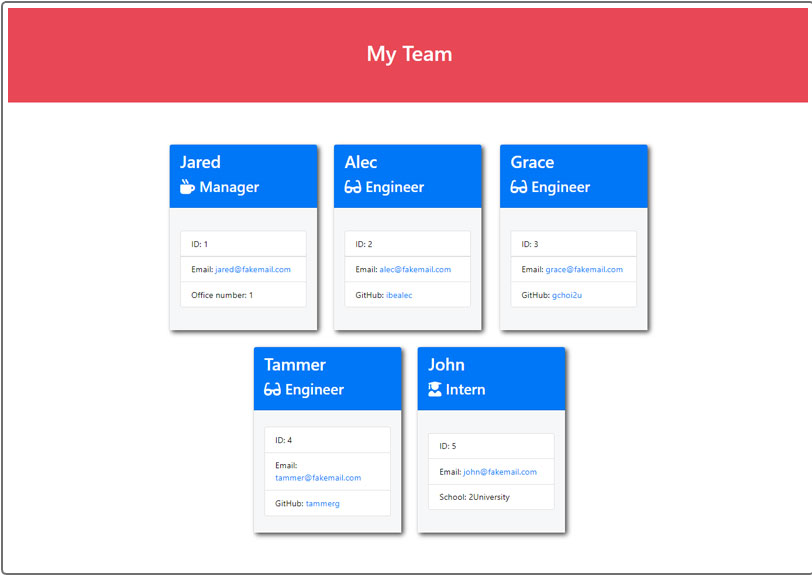 My Team
Jared
Manager
ID: 1
Email: jared@fakemail.com
Office number: 1
Alec
Engineer
ID: 2
Email: alec@fakemail.com
GitHub: ibealec
Grace
Engineer
ID: 3
Email: grace@fakemail.com
GitHub: gchoi2u
Tammer
Engineer
ID: 4
Email:
tammer@fakemail.com
GitHub: tammerg
John
Intern
ID: 5
Email: john@fakemail.com
School: 2University